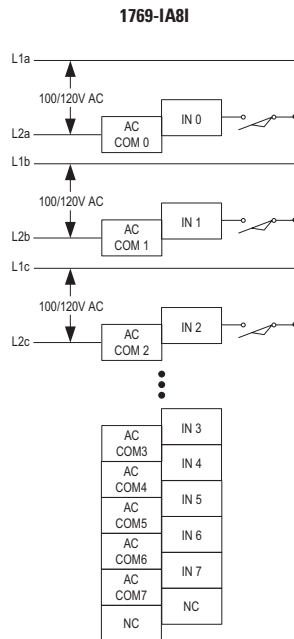 1769-IA8I
L1a
100/120V AC
IN 0
L2a
AC
COM 0
L1b
100/120V AC
IN 1
L2b
AC
COM 1
L1c
100/120V AC
IN 2
L2c
AC
COM 2
IN 3
AC
COM3
IN 4
AC
COM4
IN 5
AC
COM5
IN 6
AC
COM6
IN 7
AC
COM7
NC
NC